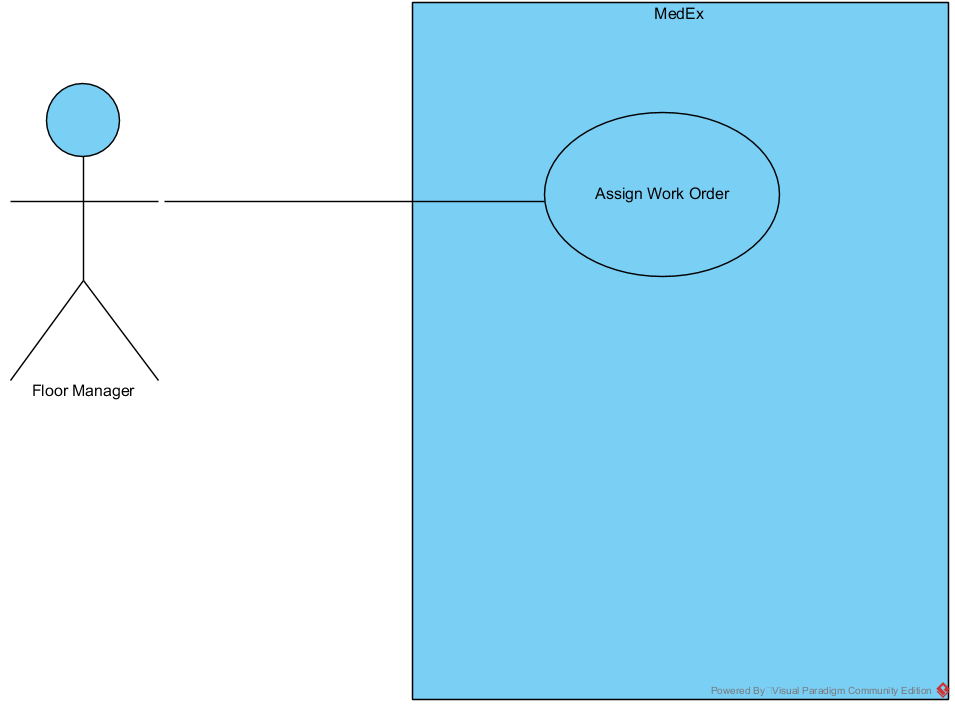 MedEx
Assign Work Order
Floor Manager
Powered By Visual Paradigm Community Edition